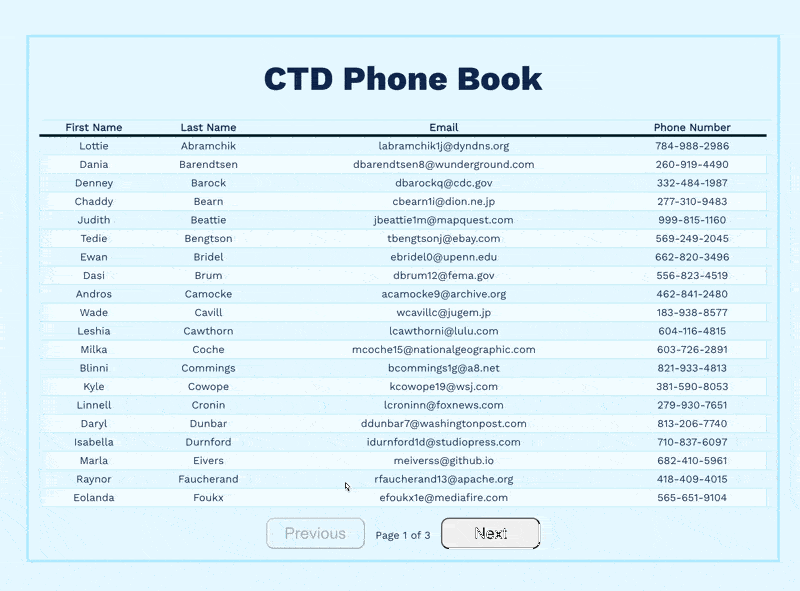 CTD Phone Book
First Name Last Name Email Phone Number
Lottie Abramchik labramchik1j@dyndns.org 784-988-2986
Dania Barendtsen dbarendtsen8@wunderground.com 260-919-4490
Denney Barock dbarockq@cdc.gov 332-484-1987
Chaddy Bearn cbearn1i@dion.ne.jp 277-310-9483
Judith Beattie jbeattie1m@mapquest.com 999-815-1160
Tedie Bengtson tbengtsonj@ebay.com 569-249-2045
Ewan Bridel ebridel0@upenn.edu 662-820-3496
Dasi Brum dbrum12@fema.gov 556-823-4519
Andros Camocke acamocke9@archive.org 462-841-2480
Wade Cavill wcavillc@jugem.jp 183-938-8577
Leshia Cawthorn lcawthorni@lulu.com 604-116-4815
Milka Coche mcoche15@nationalgeographic.com 603-726-2891
Blinni Commings bcommings1g@a8.net 821-933-4813
Kyle Cowope kcowope19@wsj.com 381-590-8053
Linnell Cronin lcroninn@foxnews.com 279-930-7651
Daryl Dunbar ddunbar7@washingtonpost.com 813-206-7740
Isabella Durnford idurnford1d@studiopress.com 710-837-6097
Marla Eivers meiverss@github.io 682-410-5961
Raynor Faucherand rfaucherand13@apache.org 418-409-4015
Eolanda Foukx efoukx1e@mediafire.com 565-651-9104
Previous Page 1 of 3 Next